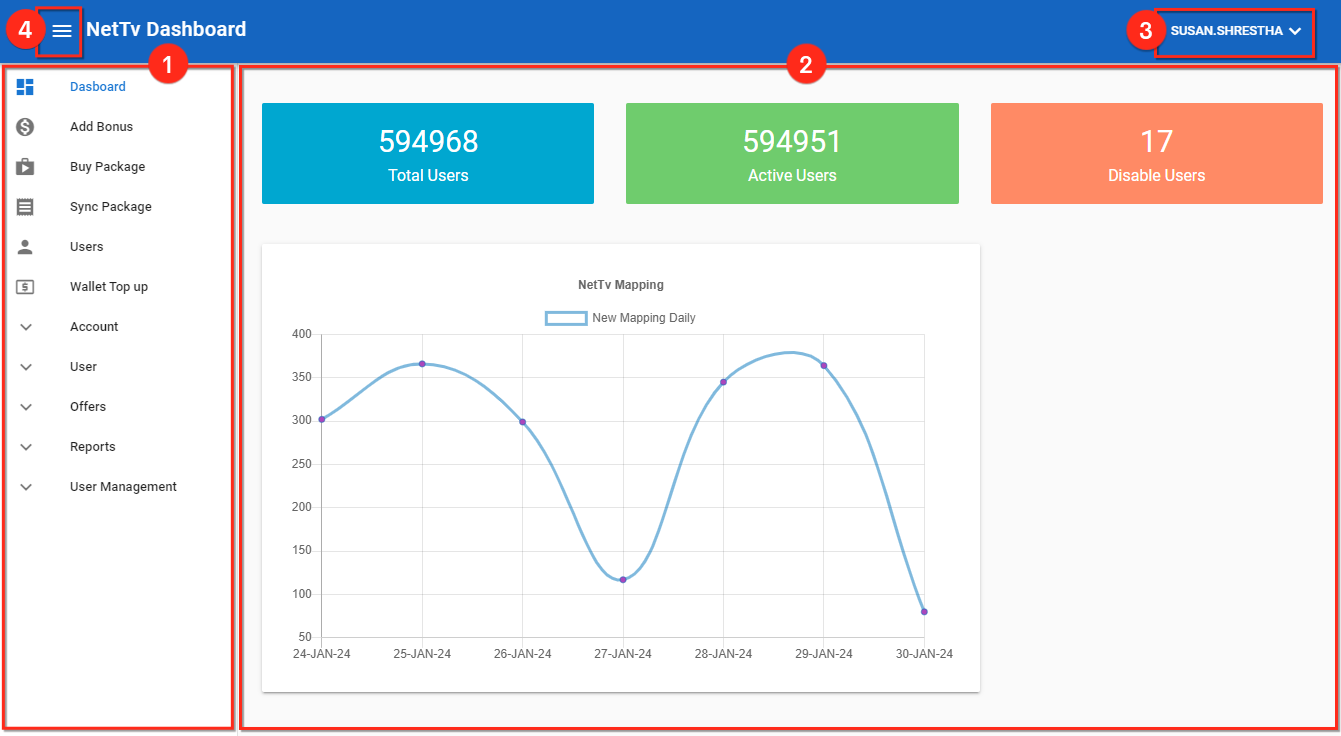 4
NetTv Dashboard
3
SUSAN.SHRESTHA
1
2
Dasboard
Add Bonus
Buy Package
Sync Package
Users
Wallet Top up
Account
User
Offers
Reports
User Management
594968
Total Users
594951
Active Users
17
Disable Users
NetTv Mapping
New Mapping Daily
400
350
300
250
200
150
100
50
24-JAN-24 25-JAN-24 26-JAN-24 27-JAN-24 28-JAN-24 29-JAN-24 30-JAN-24